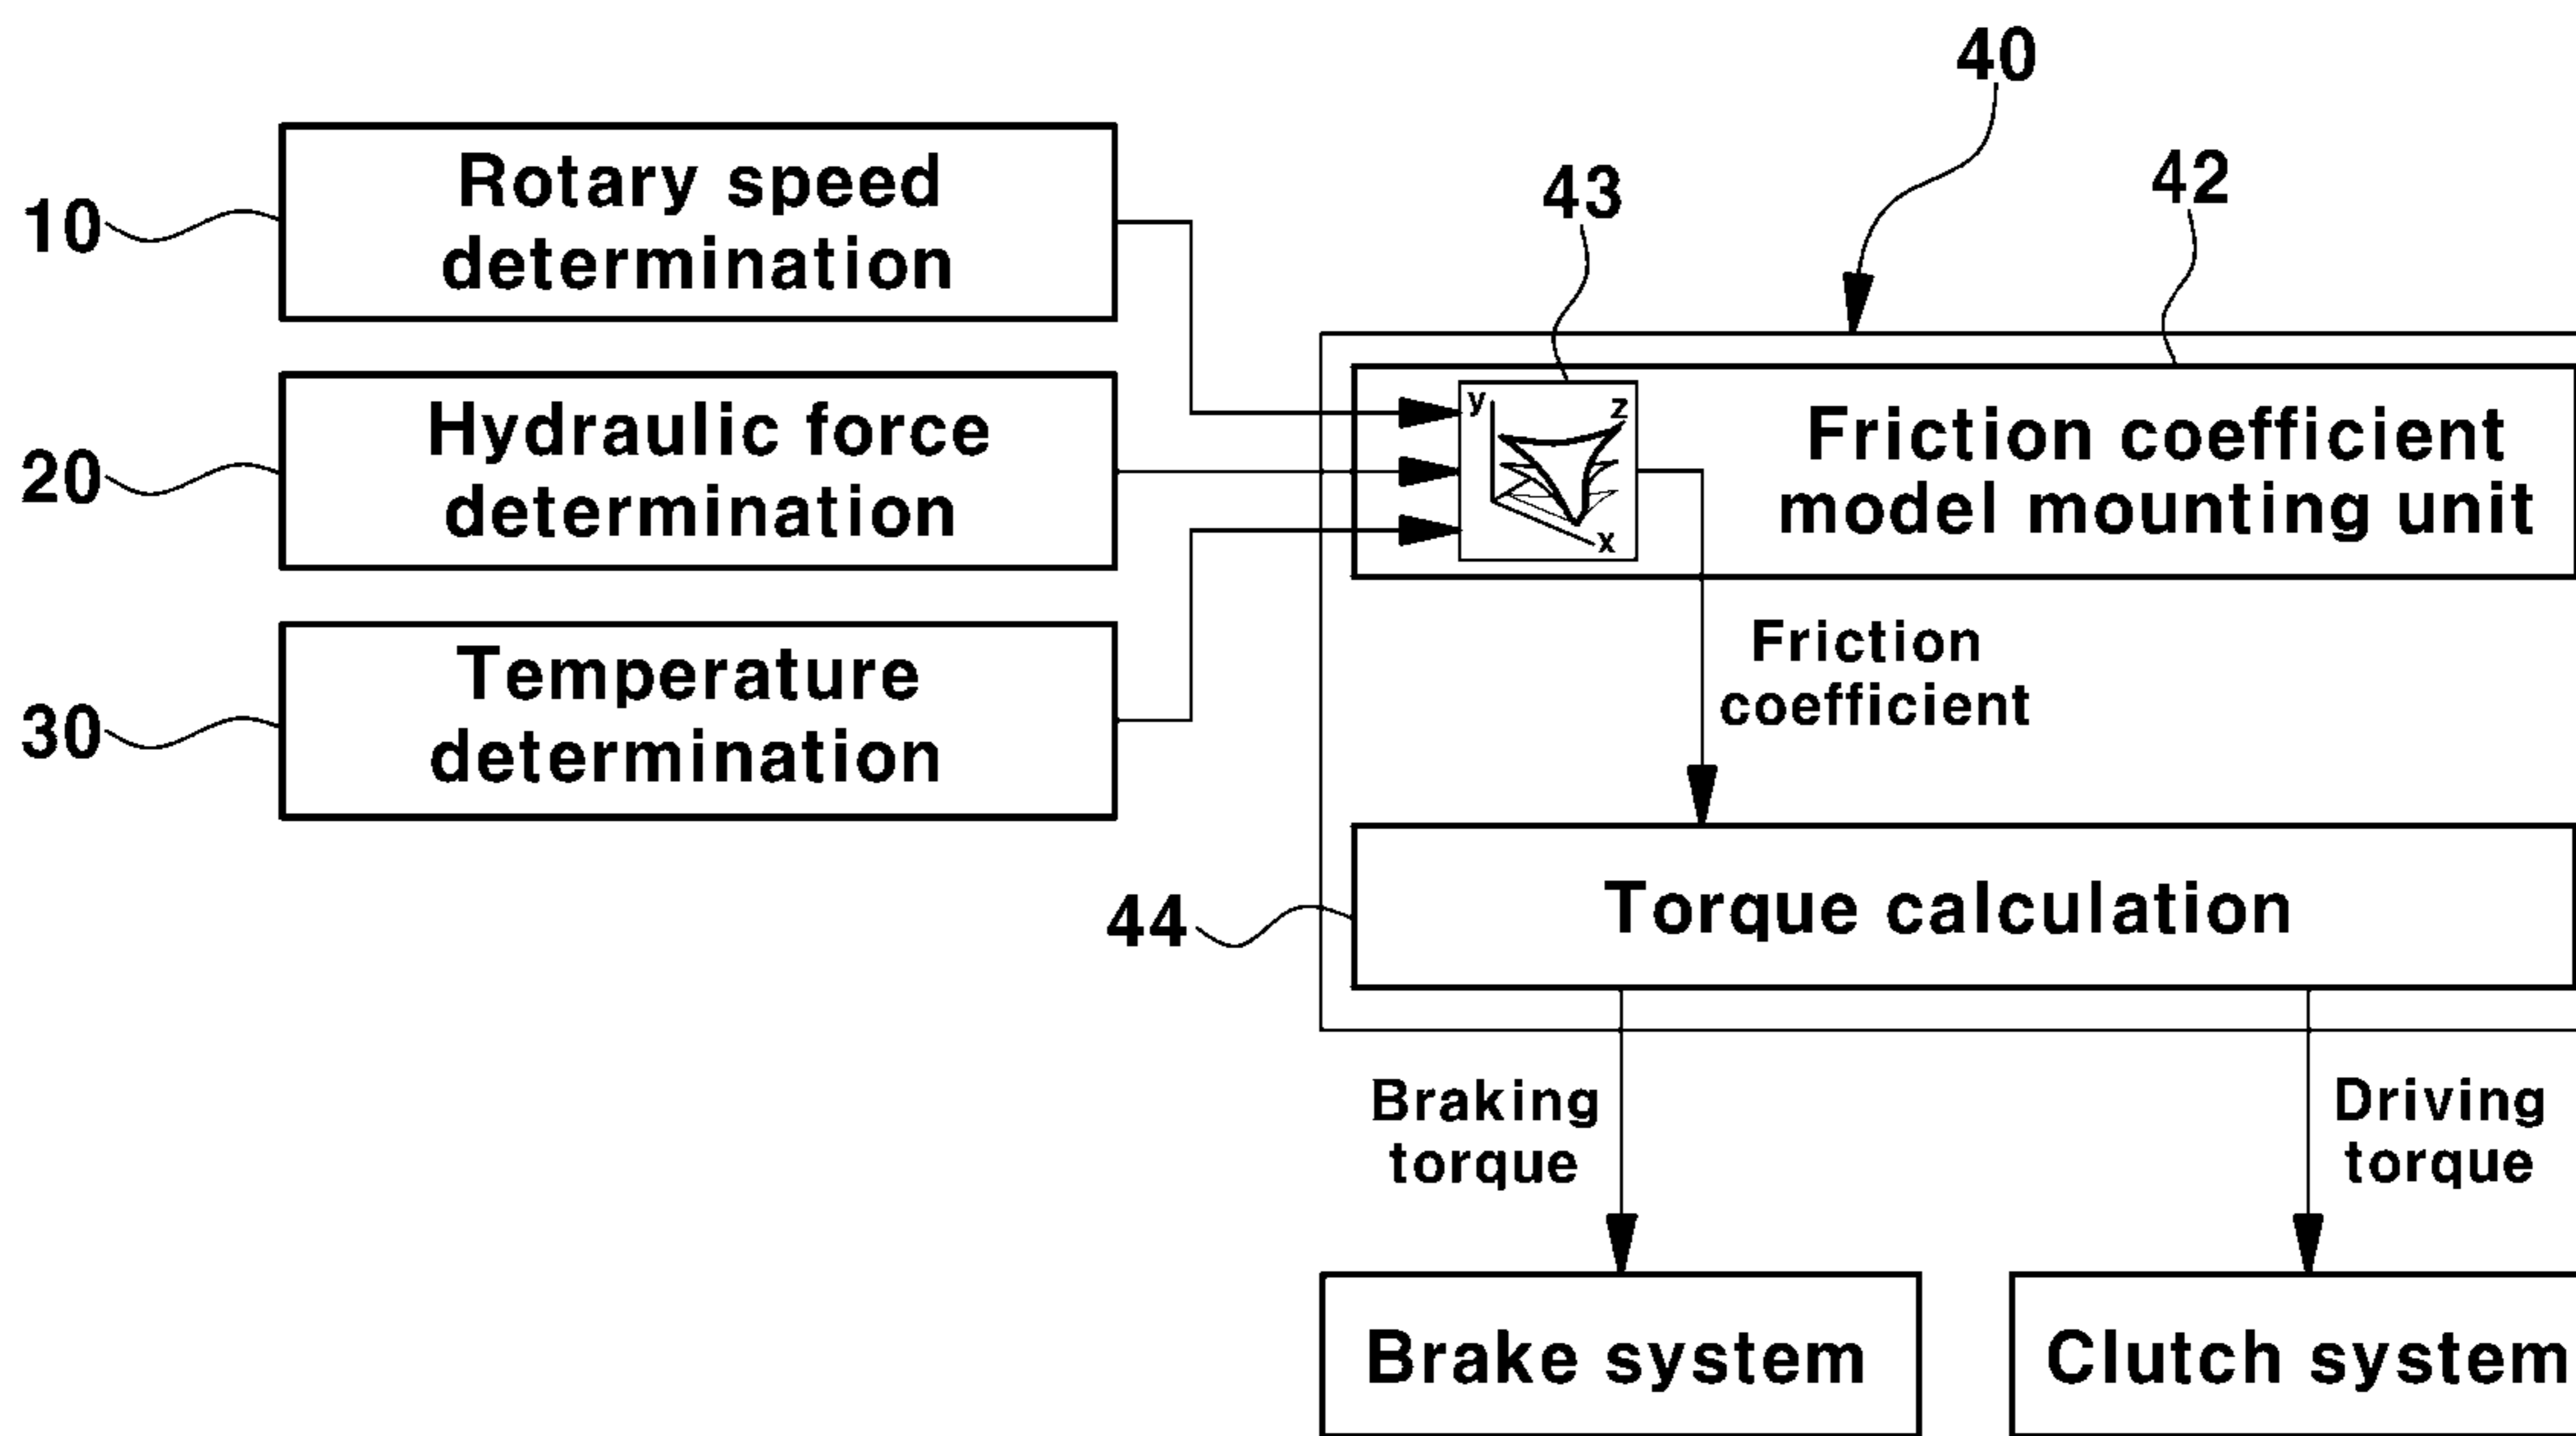 40
42
43
10
Rotary speed
determination
20
Hydraulic force
determination
30
Temperature
determination
y
z
x
Friction coefficient
model mounting unit
Friction
coefficient
44
Torque calculation
Braking
torque
Driving
torque
Brake system
Clutch system